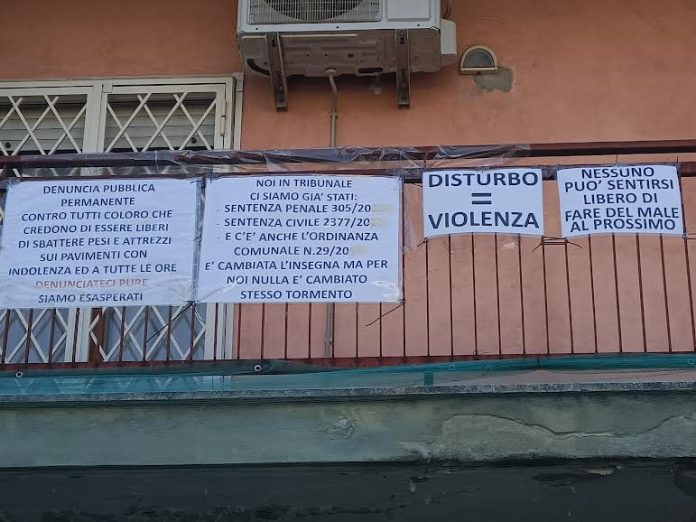 DENUNCIA PUBBLICA
PERMANENTE
CONTRO TUTTI COLORO CHE
CREDONO DI ESSERE LIBERI
DI SBATTERE PESI E ATTREZZI
SUI PAVIMENTI CON
INDOLENZA ED A TUTTE LE ORE
DENUNCIATECI PURE
SIAMO ESASPERATI
NOI IN TRIBUNALE
CI SIAMO GIA' STATI:
- SENTENZA PENALE 305/20
- SENTENZA CIVILE 2377/20
- E C'E' ANCHE L'ORDINANZA
COMUNALE N.29/20
E' CAMBIATA L'INSEGNA MA PER
NOI NULLA E' CAMBIATO
STESSO TORMENTO
DISTURBO
=
VIOLENZA
NESSUNO
PUO' SENTIRSI
LIBERO DI
FARE DEL MALE
AL PROSSIMO